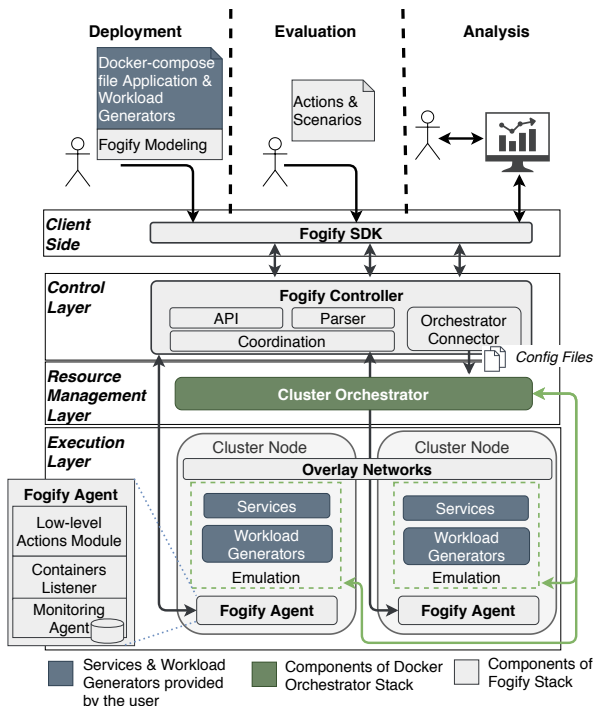 Deployment
Evaluation
Analysis
Docker-compose
file Application &
Workload
Generators
Fogify Modeling
Actions &
Scenarios
Client
Side
Fogify SDK
Control
Layer
Fogify Controller
API
Parser
Coordination
Orchestrator
Connector
Config Files
Resource
Management
Layer
Cluster Orchestrator
Execution
Layer
Cluster Node
Cluster Node
Overlay Networks
Services
Workload
Generators
Emulation
Fogify Agent
Services
Workload
Generators
Emulation
Fogify Agent
Fogify Agent
Low-level
Actions Module
Containers
Listener
Monitoring
Agent
Services & Workload
Generators provided
by the user
Components of Docker
Orchestrator Stack
Components of
Fogify Stack